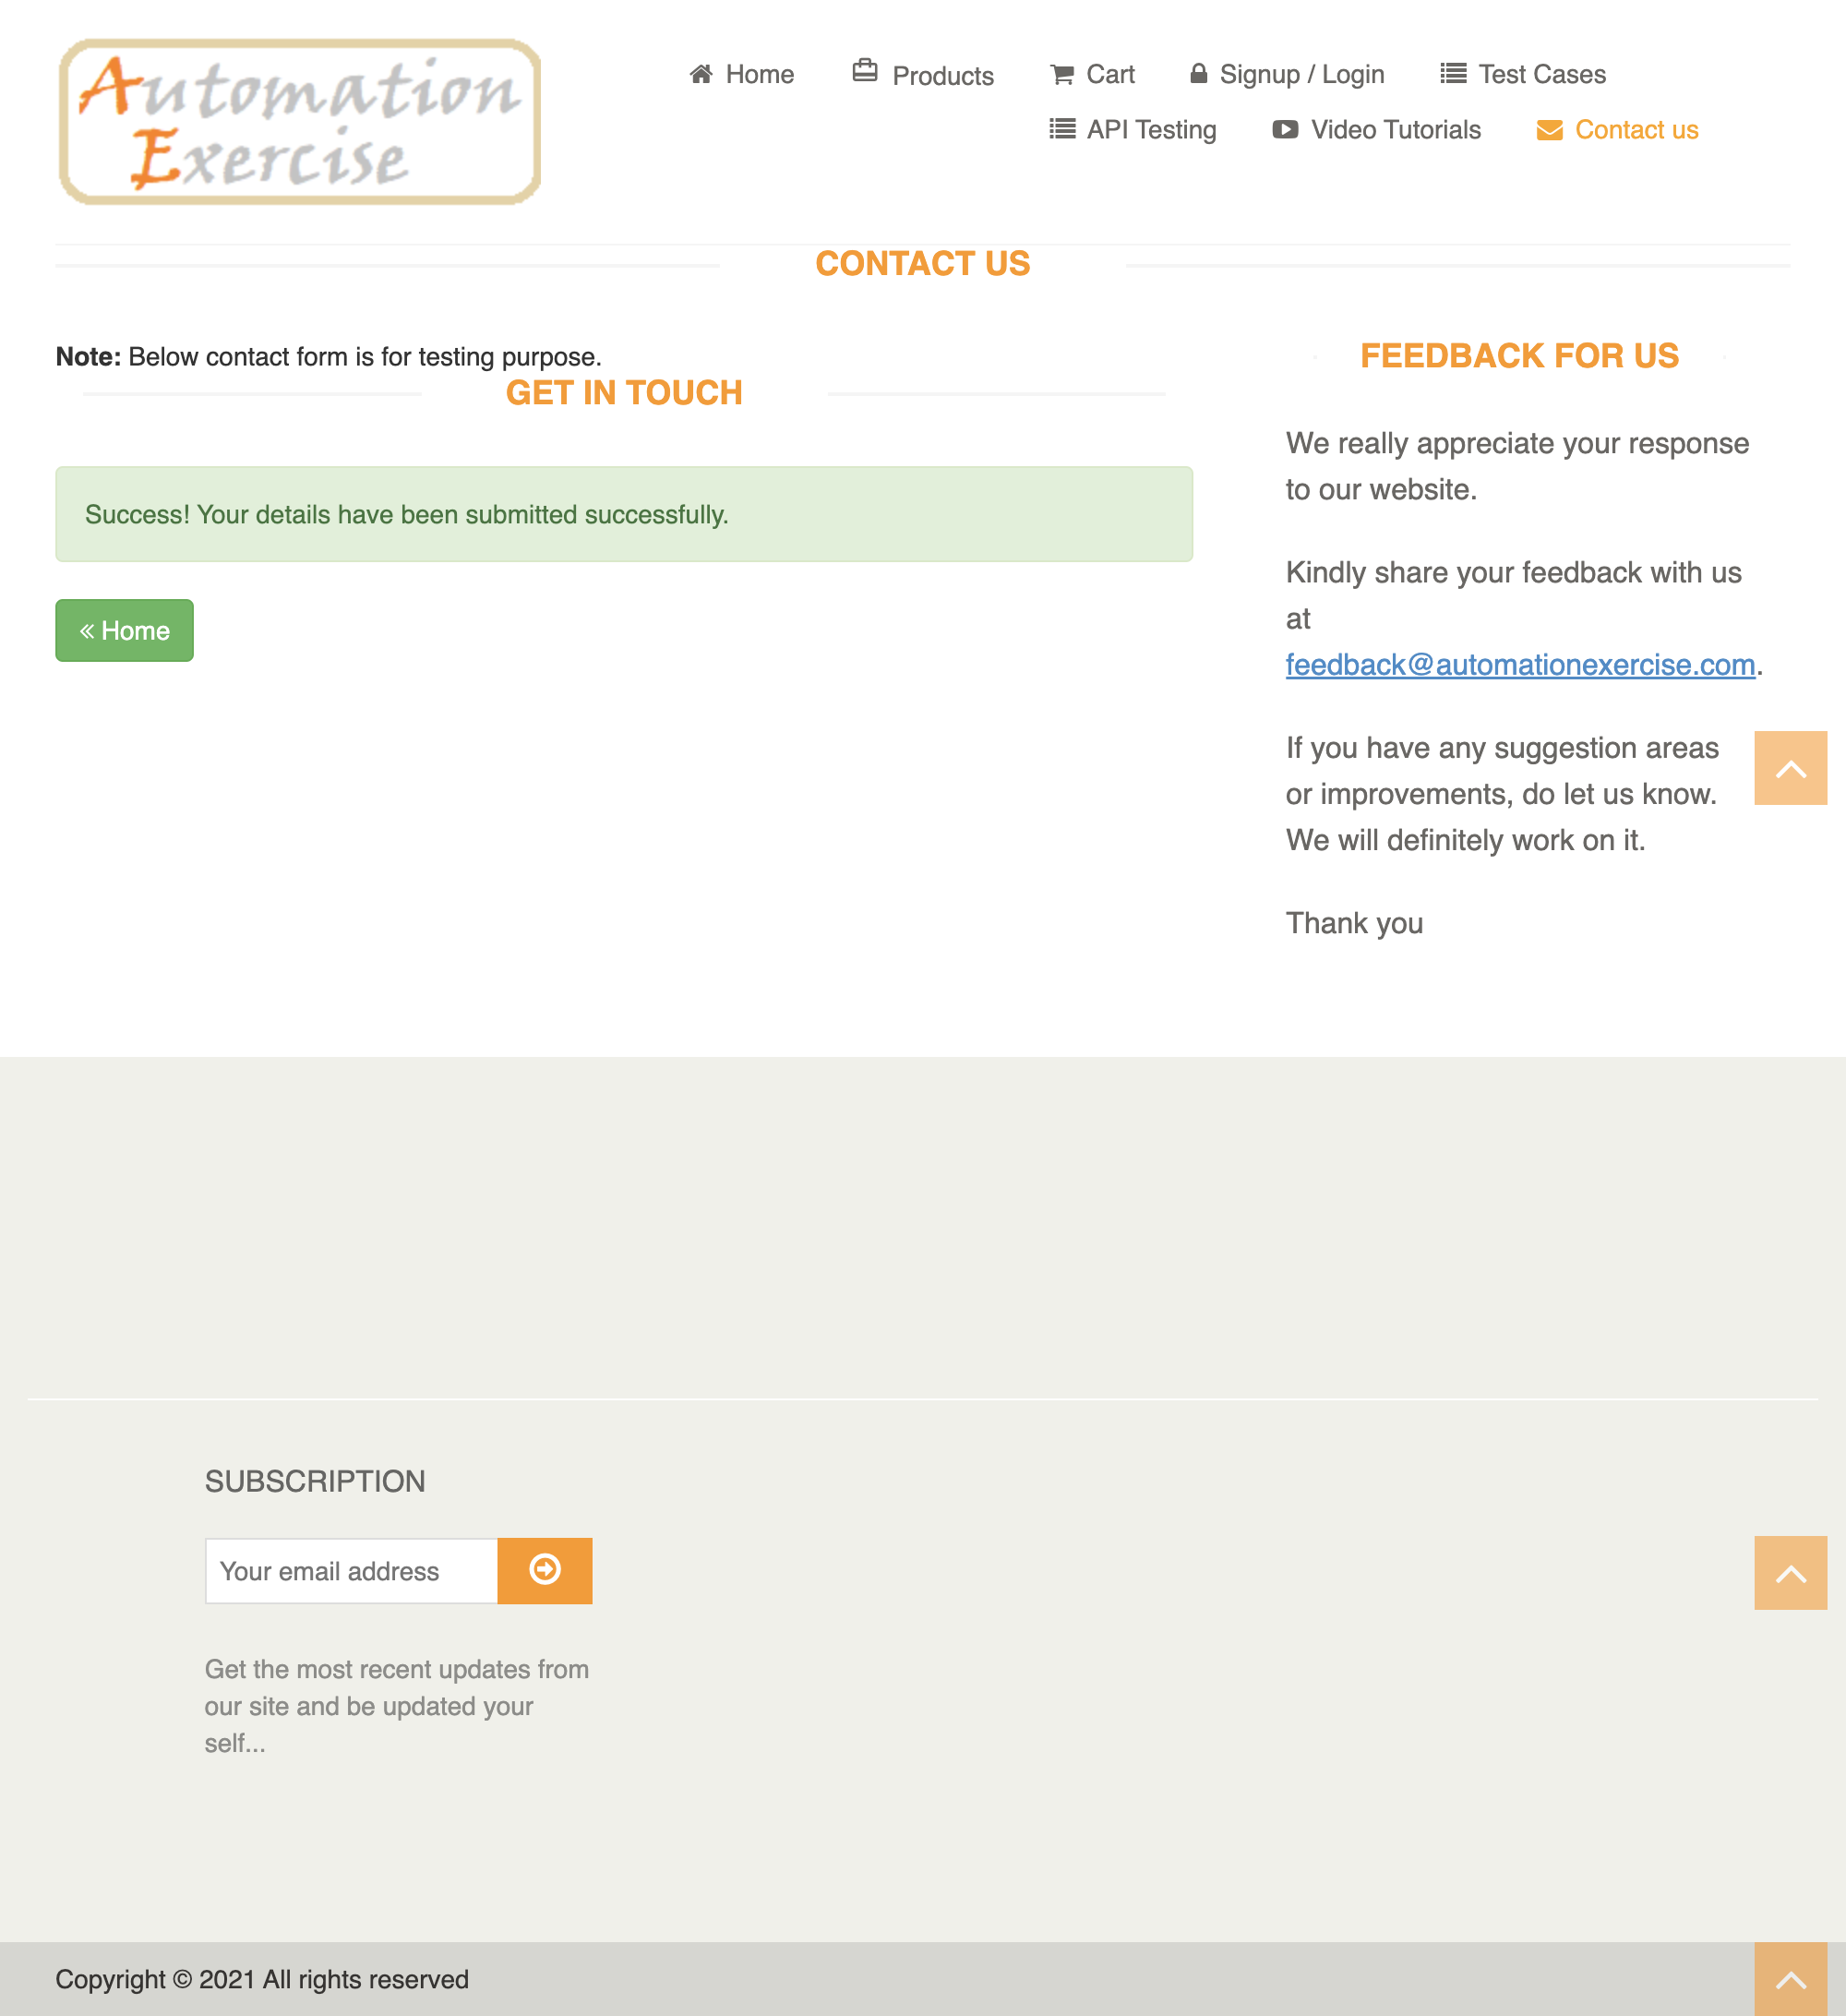 Automation
Exercise
Home
Products
Cart
Signup / Login
Test Cases
API Testing
Video Tutorials
Contact us
CONTACT US
Note: Below contact form is for testing purpose.
GET IN TOUCH
Success! Your details have been submitted successfully.
« Home
FEEDBACK FOR US
We really appreciate your response
to our website.
Kindly share your feedback with us
at
feedback@automationexercise.com.
If you have any suggestion areas
or improvements, do let us know.
We will definitely work on it.
Thank you
SUBSCRIPTION
Your email address
Get the most recent updates from
our site and be updated your
self...
Copyright © 2021 All rights reserved